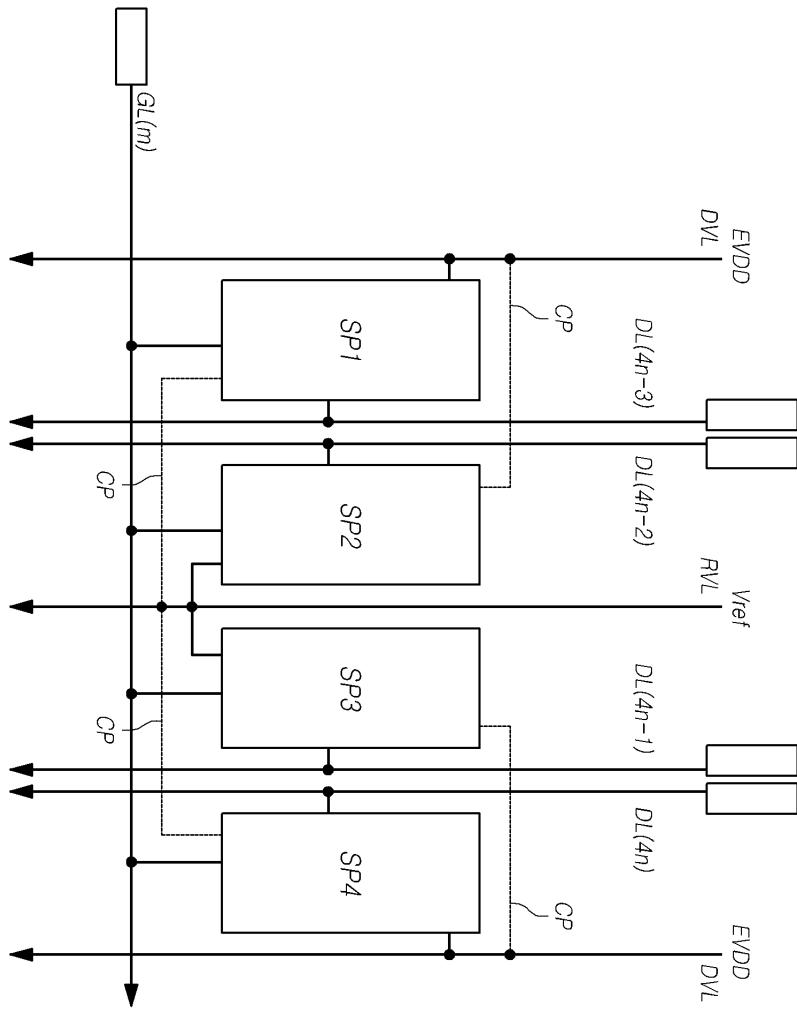 EVDD
DVL
DL(4n-3)
DL(4n-2)
Vref
RVL
DL(4n-1)
DL(4n)
EVDD
DVL
CP
CP
SP1
SP2
SP3
SP4
CP
CP
GL(m)